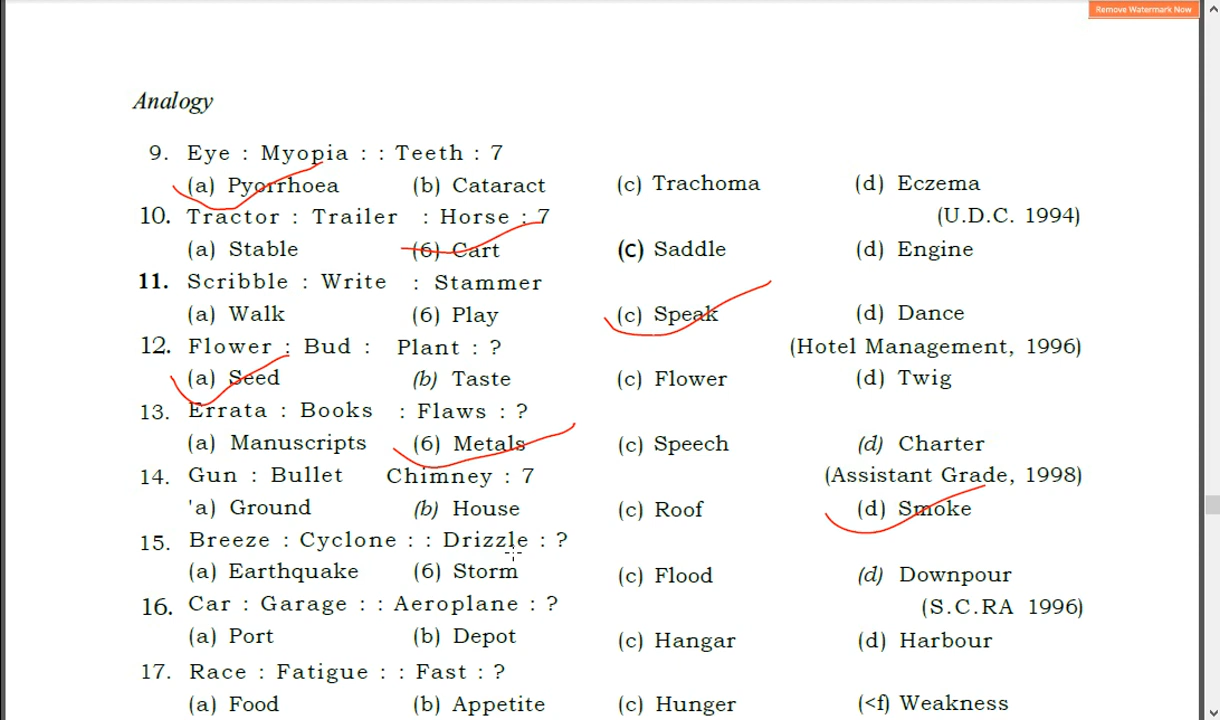 Remove Watermark Now
Analogy
9. Eye : Myopia : : Teeth : 7
(a) Pyorrhoea (b) Cataract (c) Trachoma (d) Eczema
10. Tractor : Trailer : Horse : 7 (U.D.C. 1994)
(a) Stable (6) Cart (C) Saddle (d) Engine
11. Scribble : Write : Stammer
(a) Walk (6) Play (c) Speak (d) Dance
12. Flower : Bud : Plant : ? (Hotel Management, 1996)
(a) Seed (b) Taste (c) Flower (d) Twig
13. Errata : Books : Flaws : ?
(a) Manuscripts (6) Metals (c) Speech (d) Charter
14. Gun : Bullet Chimney : 7 (Assistant Grade, 1998)
'a) Ground (b) House (c) Roof (d) Smoke
15. Breeze : Cyclone : : Drizzle : ?
(a) Earthquake (6) Storm (c) Flood (d) Downpour
16. Car : Garage : : Aeroplane : ? (S.C.RA 1996)
(a) Port (b) Depot (c) Hangar (d) Harbour
17. Race : Fatigue : : Fast : ?
(a) Food (b) Appetite (c) Hunger (<f) Weakness